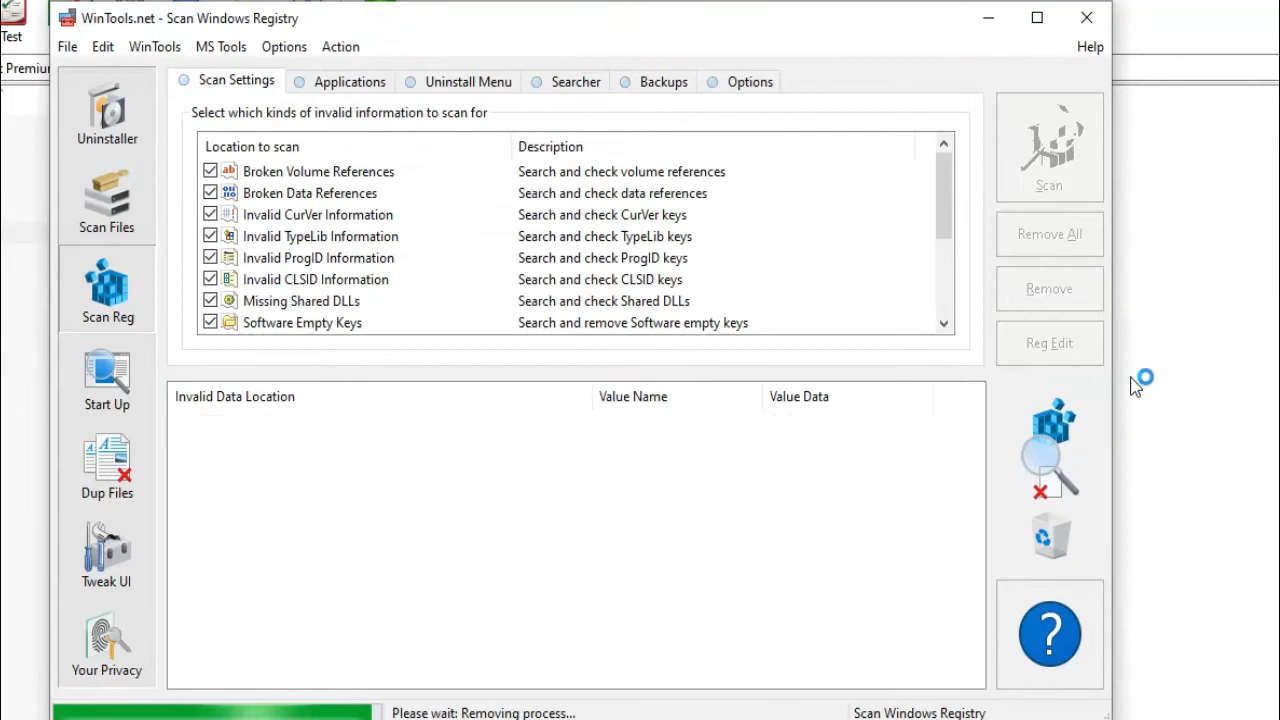 WinTools.net - Scan Windows Registry
File Edit WinTools MS Tools Options Action Help
Test
Premiun
Uninstaller
Scan Files
Scan Reg
Start Up
Dup Files
Tweak UI
Your Privacy
Scan Settings Applications Uninstall Menu Searcher Backups Options
Select which kinds of invalid information to scan for
Location to scan Description
Broken Volume References Search and check volume references
Broken Data References Search and check data references
Invalid CurVer Information Search and check CurVer keys
Invalid TypeLib Information Search and check TypeLib keys
Invalid ProgID Information Search and check ProgID keys
Invalid CLSID Information Search and check CLSID keys
Missing Shared DLLs Search and check Shared DLLs
Software Empty Keys Search and remove Software empty keys
Scan
Remove All
Remove
Reg Edit
Invalid Data Location Value Name Value Data
?
Please wait: Removing process... Scan Windows Registry